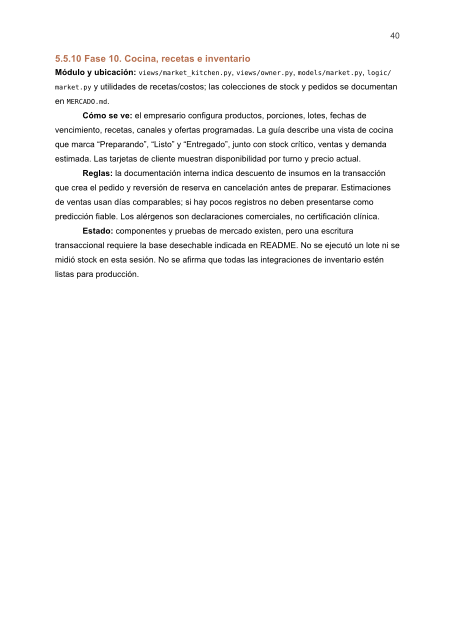 40
5.5.10 Fase 10. Cocina, recetas e inventario
Módulo y ubicación: views/market_kitchen.py, views/owner.py, models/market.py, logic/
market.py y utilidades de recetas/costos; las colecciones de stock y pedidos se documentan
en MERCADO.md.
Cómo se ve: el empresario configura productos, porciones, lotes, fechas de
vencimiento, recetas, canales y ofertas programadas. La guía describe una vista de cocina
que marca “Preparando”, “Listo” y “Entregado”, junto con stock crítico, ventas y demanda
estimada. Las tarjetas de cliente muestran disponibilidad por turno y precio actual.
Reglas: la documentación interna indica descuento de insumos en la transacción
que crea el pedido y reversión de reserva en cancelación antes de preparar. Estimaciones
de ventas usan días comparables; si hay pocos registros no deben presentarse como
predicción fiable. Los alérgenos son declaraciones comerciales, no certificación clínica.
Estado: componentes y pruebas de mercado existen, pero una escritura
transaccional requiere la base desechable indicada en README. No se ejecutó un lote ni se
midió stock en esta sesión. No se afirma que todas las integraciones de inventario estén
listas para producción.